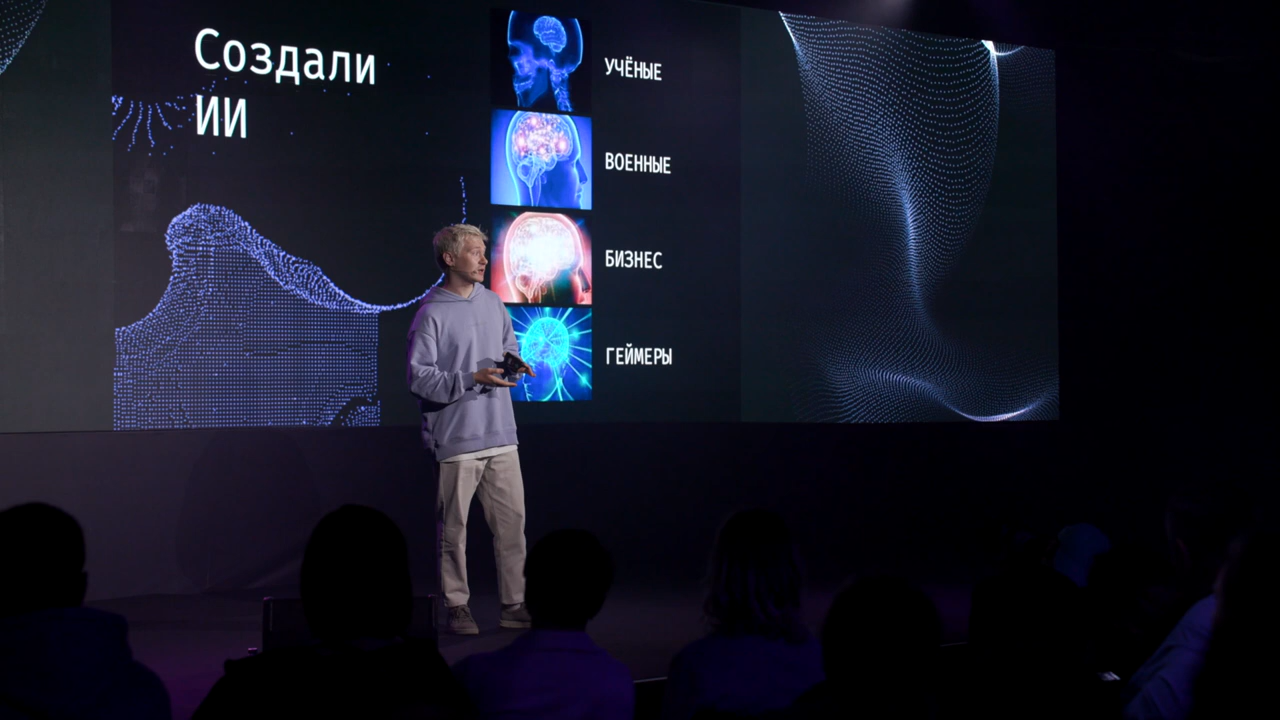 Создали
ИИ
УЧЁНЫЕ
ВОЕННЫЕ
БИЗНЕС
ГЕЙМЕРЫ